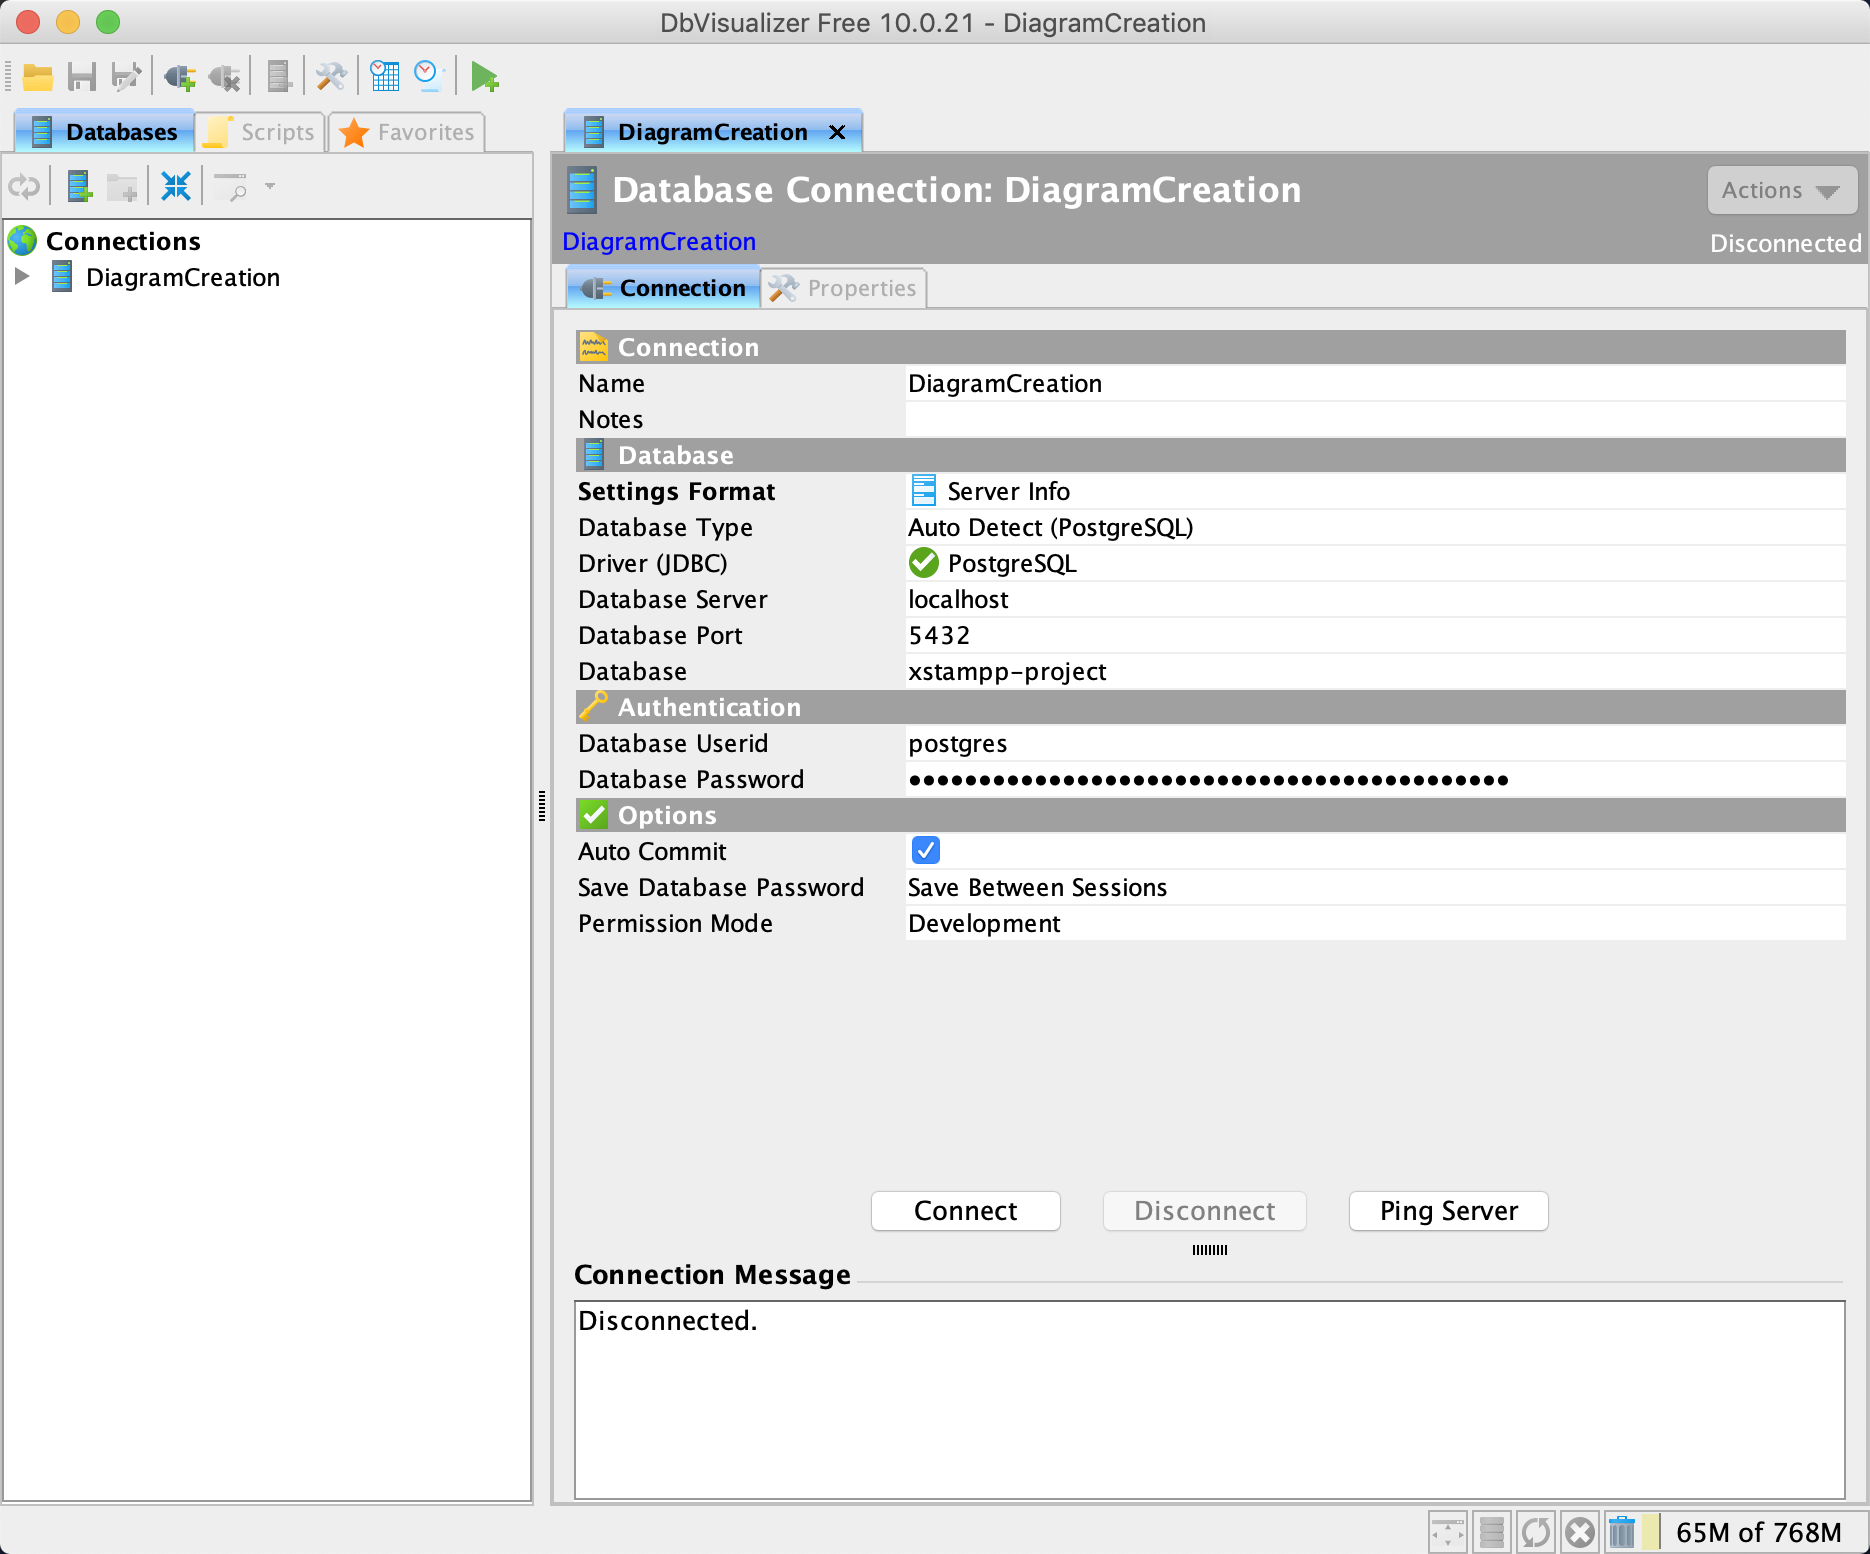 DbVisualizer Free 10.0.21 - DiagramCreation
Databases
Scripts
Favorites
DiagramCreation
Connections
DiagramCreation
Database Connection: DiagramCreation
Actions
DiagramCreation
Disconnected
Connection
Properties
Connection
Name DiagramCreation
Notes
Database
Settings Format Server Info
Database Type Auto Detect (PostgreSQL)
Driver (JDBC) PostgreSQL
Database Server localhost
Database Port 5432
Database xstampp-project
Authentication
Database Userid postgres
Database Password •••••••••••••••••••••••••••••••••••••••••••
Options
Auto Commit
Save Database Password Save Between Sessions
Permission Mode Development
Connect
Disconnect
Ping Server
Connection Message
Disconnected.
65M of 768M